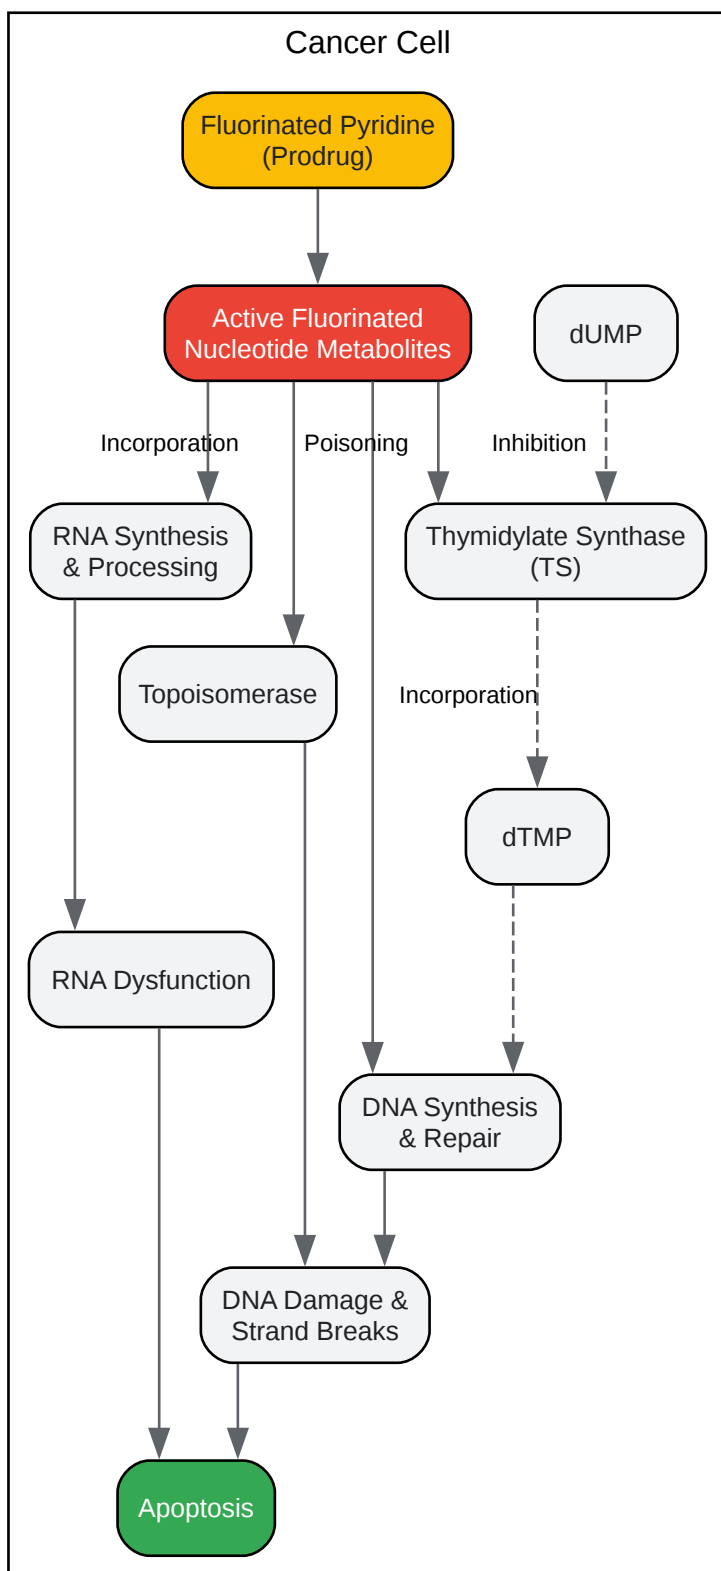 Cancer Cell
Fluorinated Pyridine
(Prodrug)
Active Fluorinated
Nucleotide Metabolites
dUMP
Incorporation
Poisoning
Inhibition
RNA Synthesis
& Processing
Thymidylate Synthase
(TS)
Topoisomerase
Incorporation
dTMP
RNA Dysfunction
DNA Synthesis
& Repair
DNA Damage &
Strand Breaks
Apoptosis